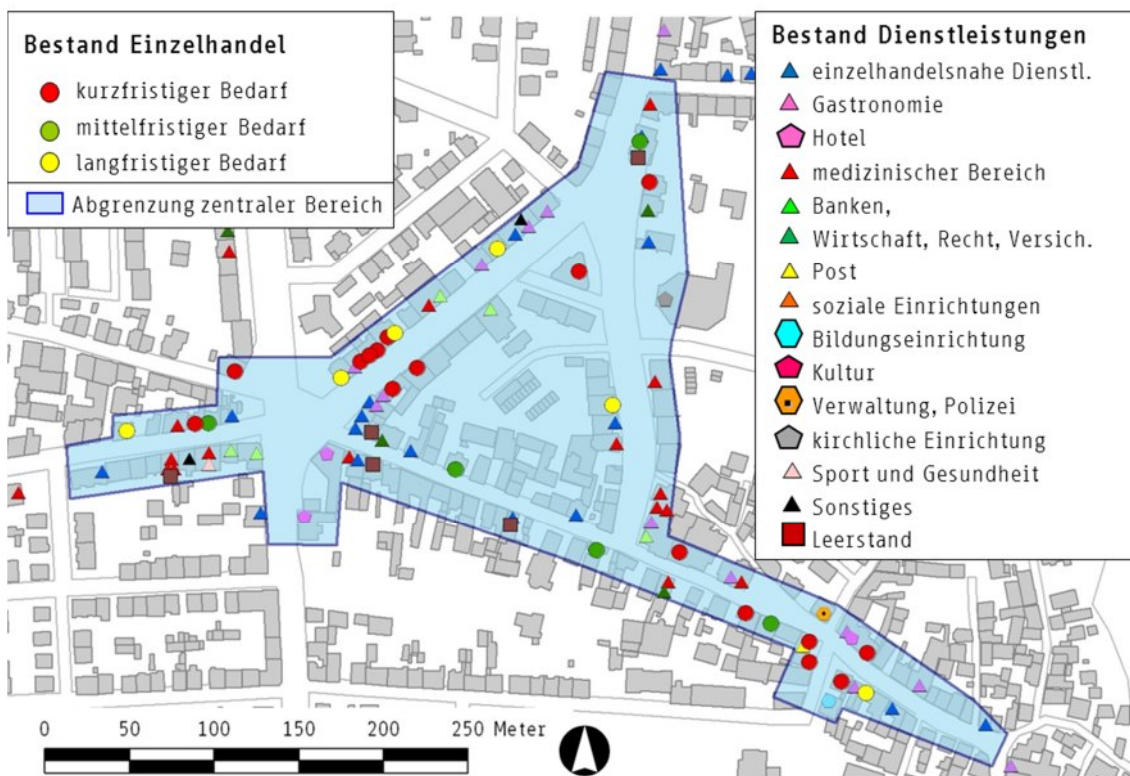 Bestand Einzelhandel
kurzfristiger Bedarf
mittelfristiger Bedarf
langfristiger Bedarf
Abgrenzung zentraler Bereich
Bestand Dienstleistungen
einzelhandelsnahe Dienstl.
Gastronomie
Hotel
medizinischer Bereich
Banken,
Wirtschaft, Recht, Versich.
Post
soziale Einrichtungen
Bildungseinrichtung
Kultur
Verwaltung, Polizei
kirchliche Einrichtung
Sport und Gesundheit
Sonstiges
Leerstand
0 50 100 150 200 250 Meter